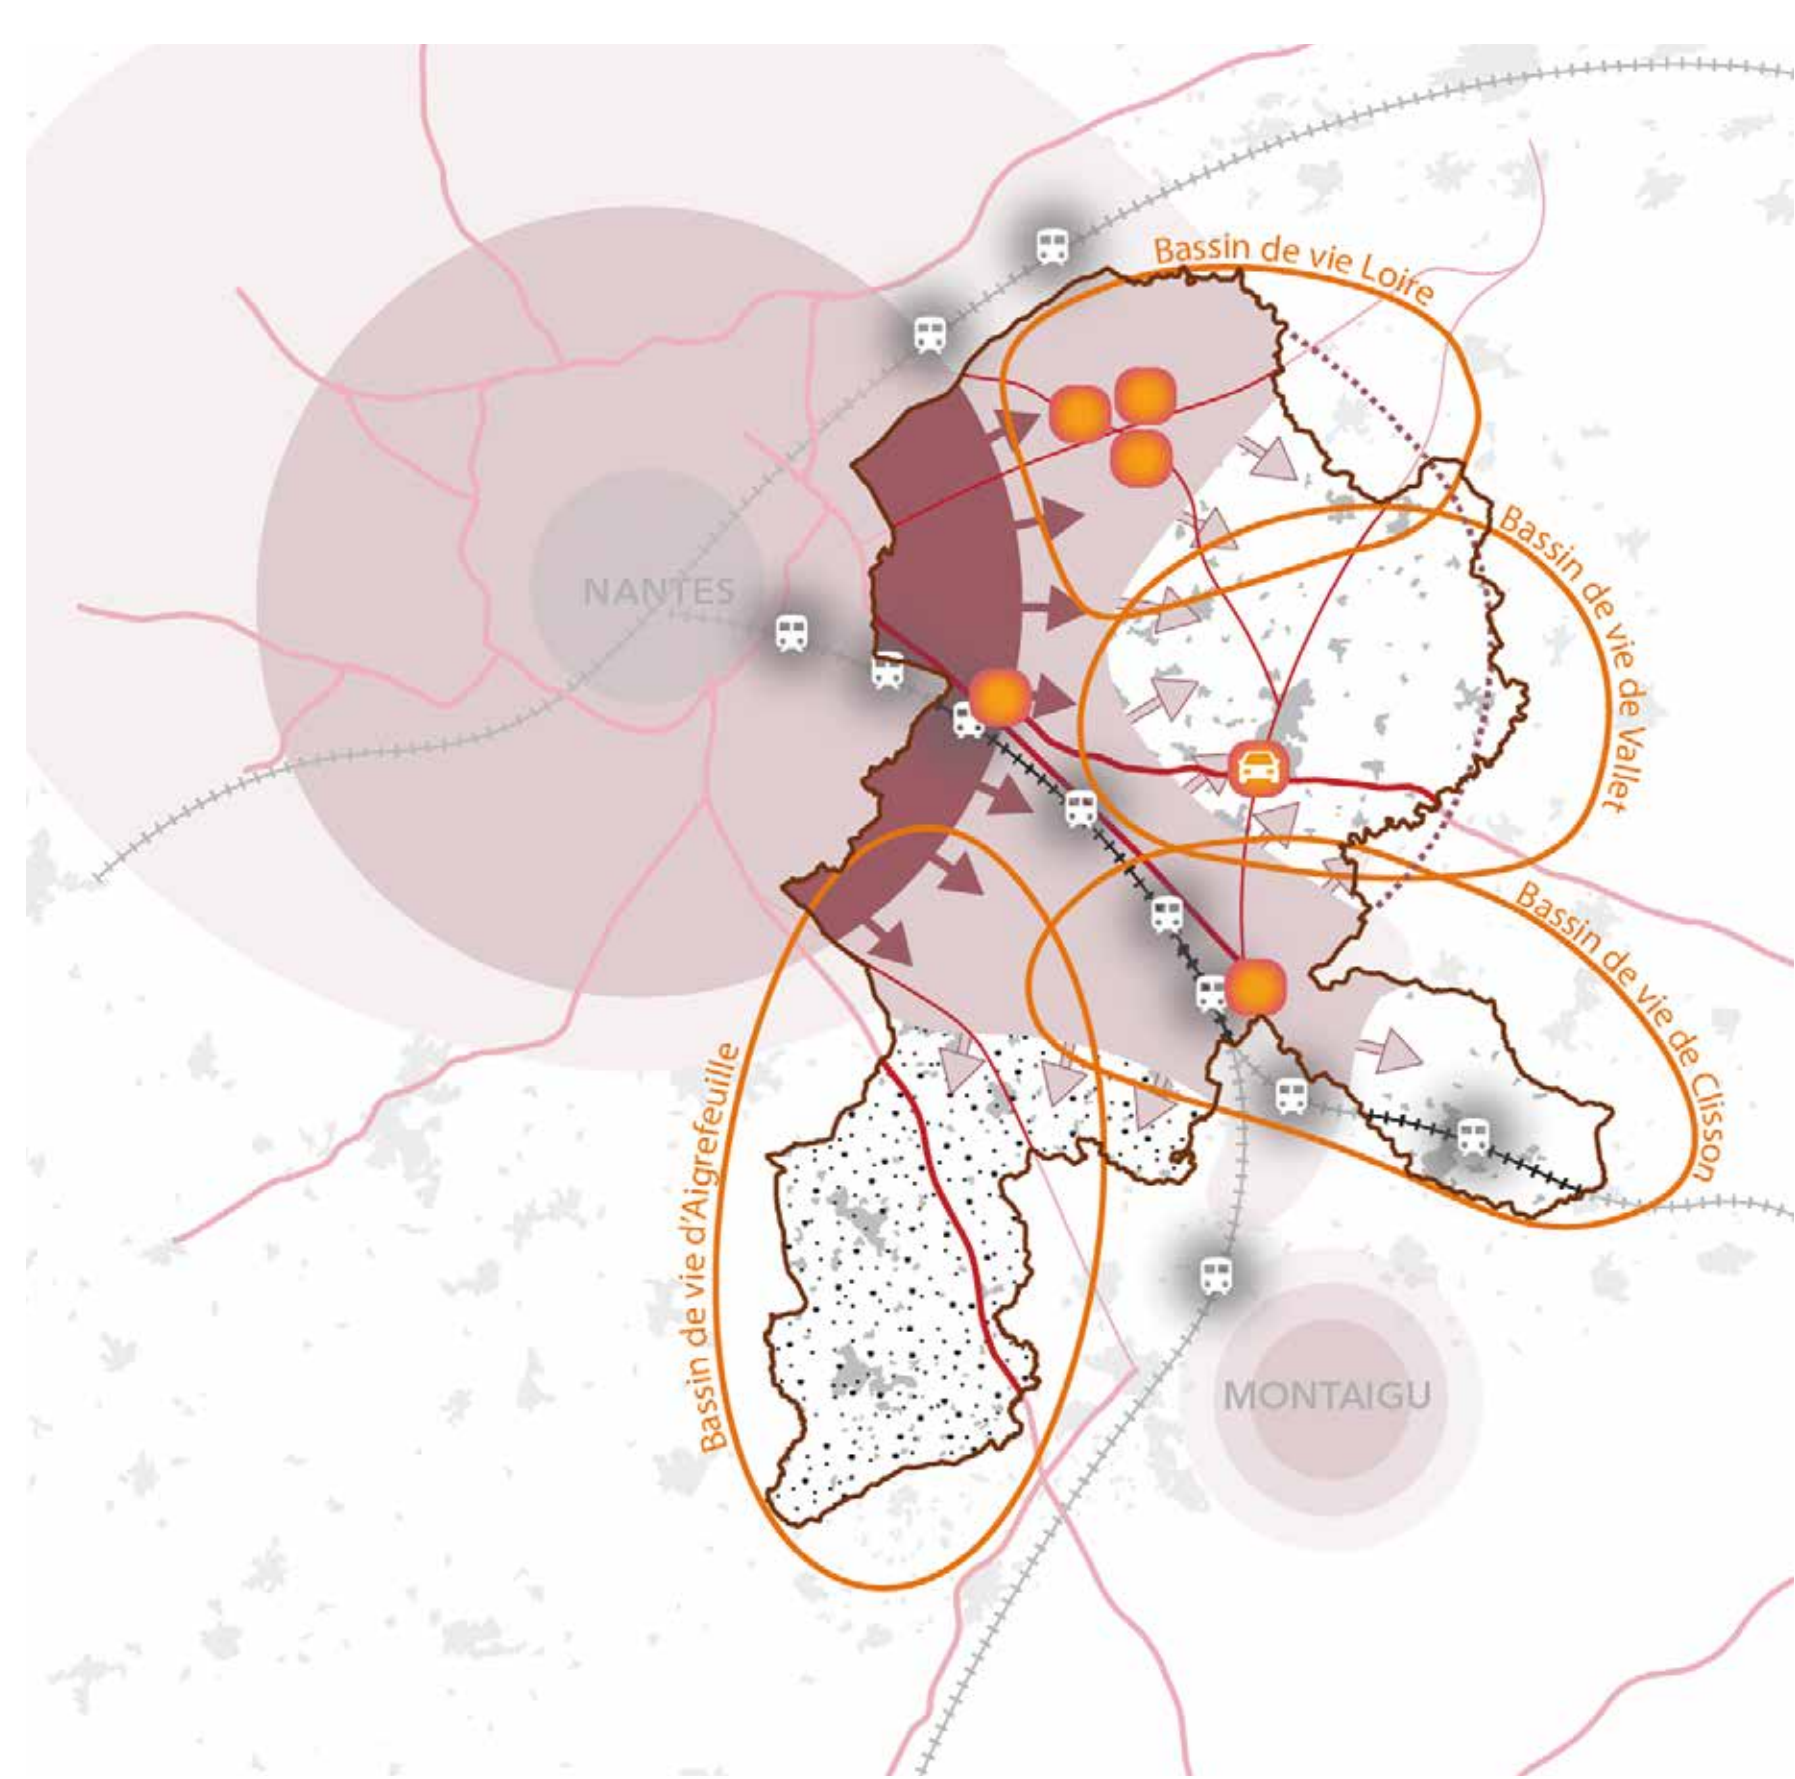 Bassin de vie Loire
Bassin de vie de Vallet
NANTES
Bassin de vie de Clisson
Bassin de vie d'Aigrefeuille
MONTAIGU